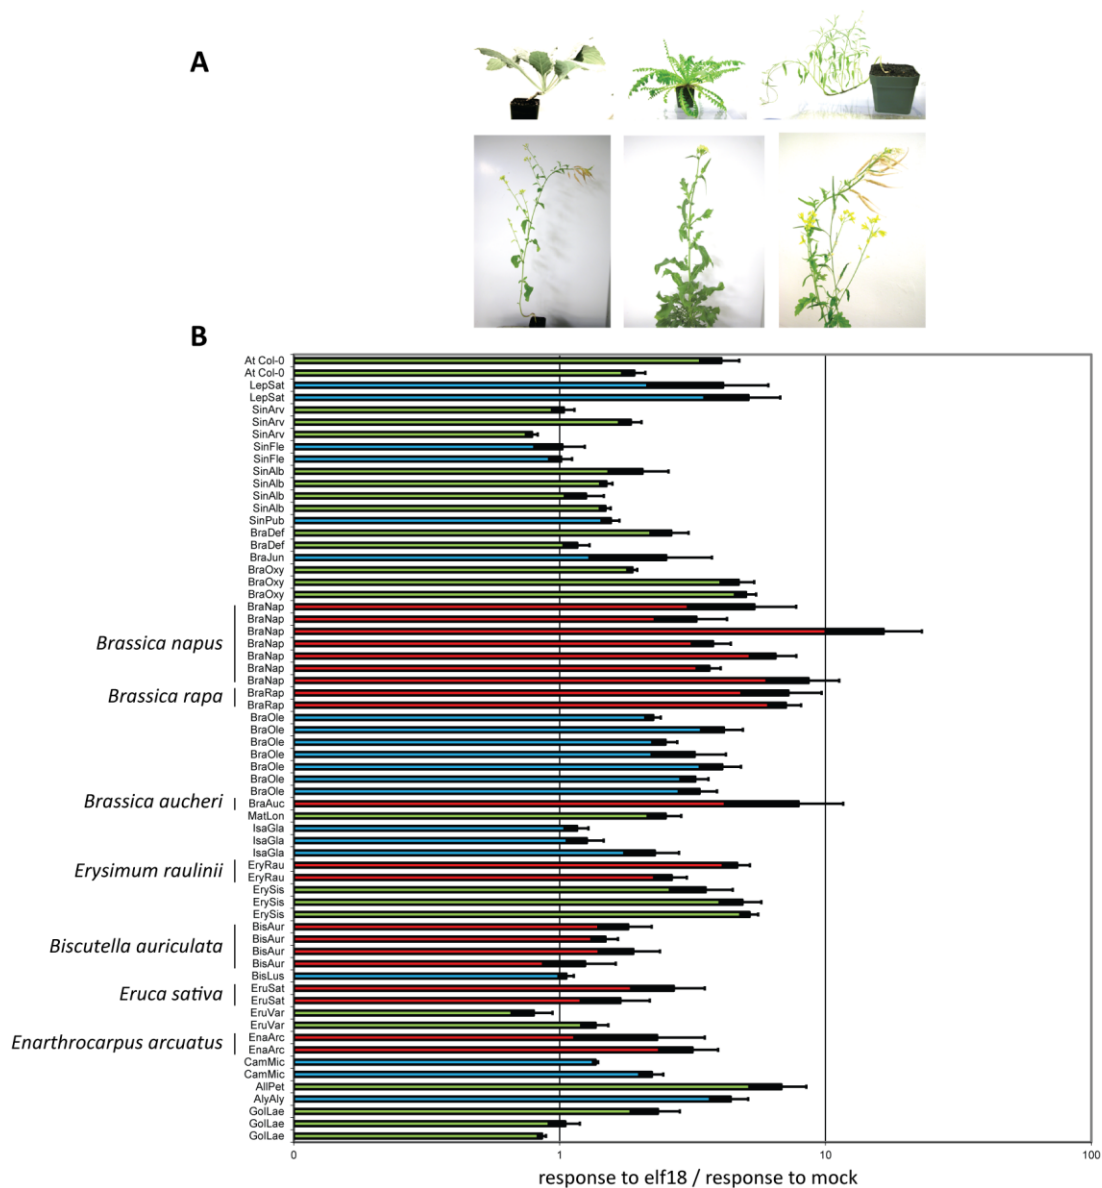 A
B
At Col-0
At Col-0
LepSat
LepSat
SinArv
SinArv
SinArv
SinFle
SinFle
SinAlb
SinAlb
SinAlb
SinAlb
SinPub
BraDef
BraDef
BraJun
BraOxy
BraOxy
BraOxy
BraNap
BraNap
BraNap
Brassica napus
BraNap
BraNap
BraNap
BraNap
Brassica rapa
BraRap
BraRap
BraOle
BraOle
BraOle
BraOle
BraOle
BraOle
BraOle
Brassica aucheri
BraAuc
MatLon
IsaGla
IsaGla
IsaGla
Erysimum raulinii
EryRau
EryRau
ErySis
ErySis
ErySis
BisAur
BisAur
Biscutella auriculata
BisAur
BisAur
BisLus
Eruca sativa
EruSat
EruSat
EruVar
EruVar
Enarthrocarpus arcuatus
EnaArc
EnaArc
CamMic
CamMic
AllPet
AlyAly
GolLae
GolLae
GolLae
0 1 10 100
response to elf18 / response to mock